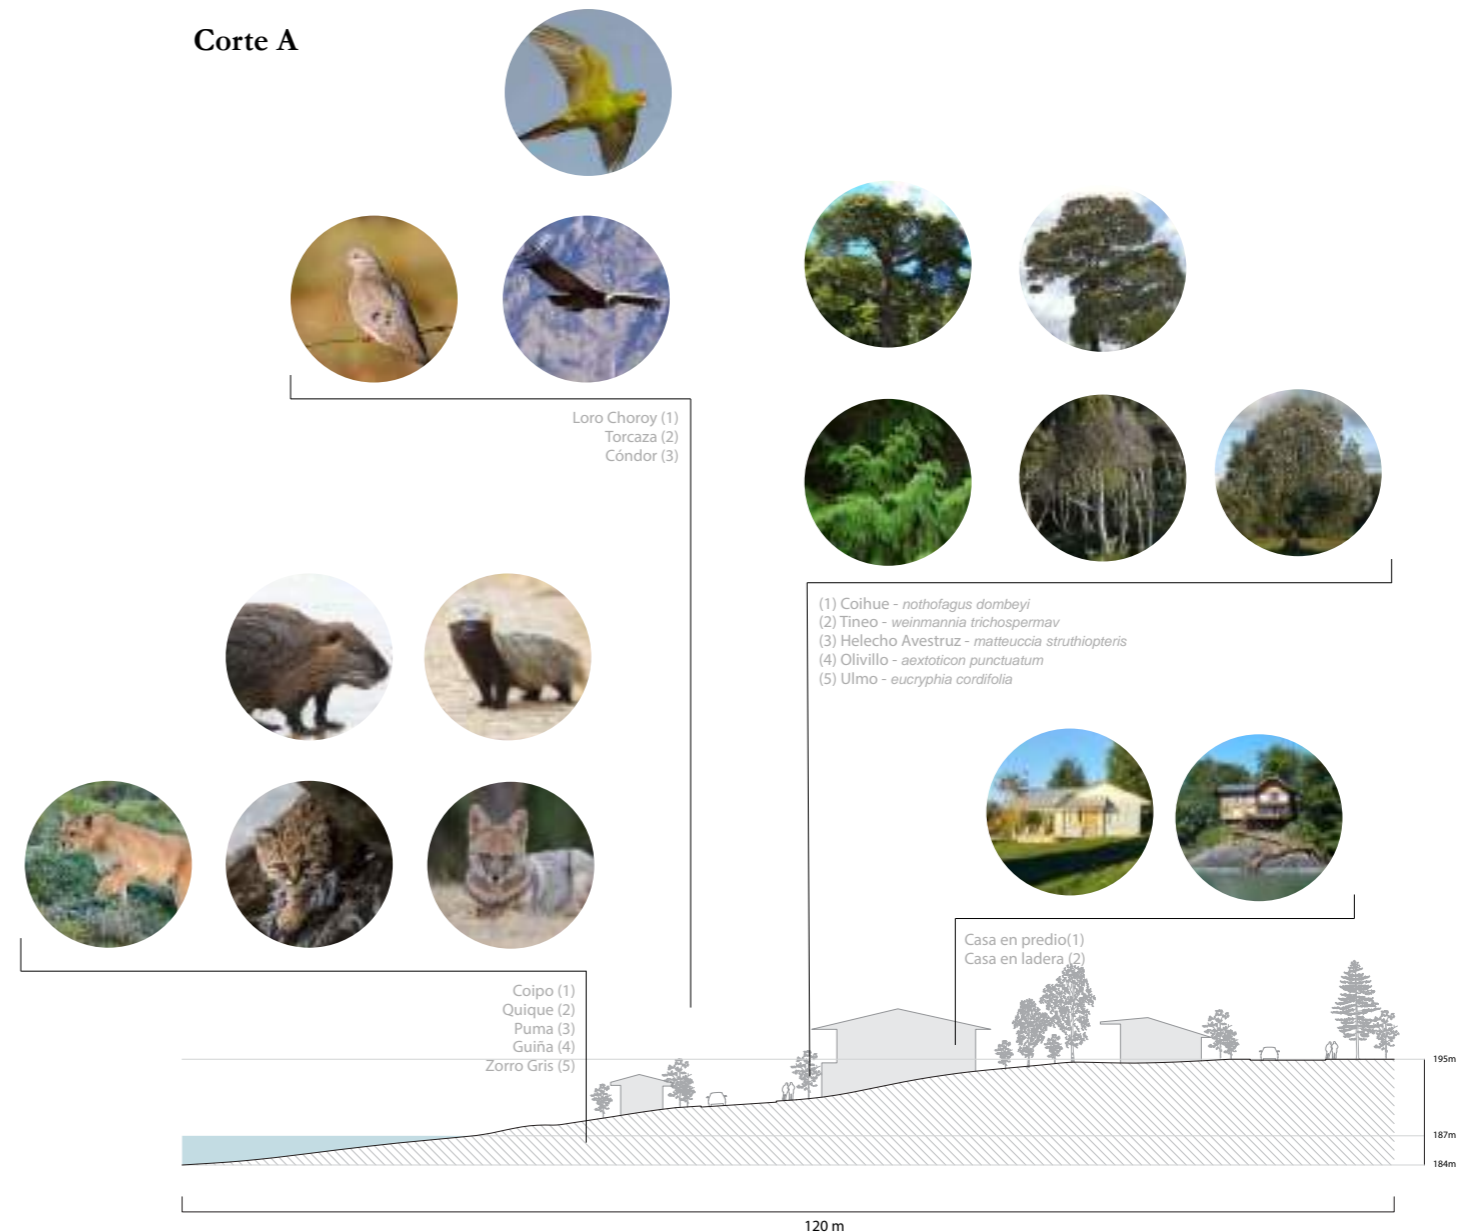 Corte A
Loro Choroy (1)
Torcaza (2)
Cóndor (3)
(1) Coihue - nothofagus dombeyi
(2) Tineo - weinmannia trichospermav
(3) Helecho Avestruz - matteuccia struthiopteris
(4) Olivillo - aextoticon punctuatum
(5) Ulmo - eucryphia cordifolia
Casa en predio(1)
Casa en ladera (2)
Coipo (1)
Quique (2)
Puma (3)
Guiña (4)
Zorro Gris (5)
195m
187m
184m
120 m